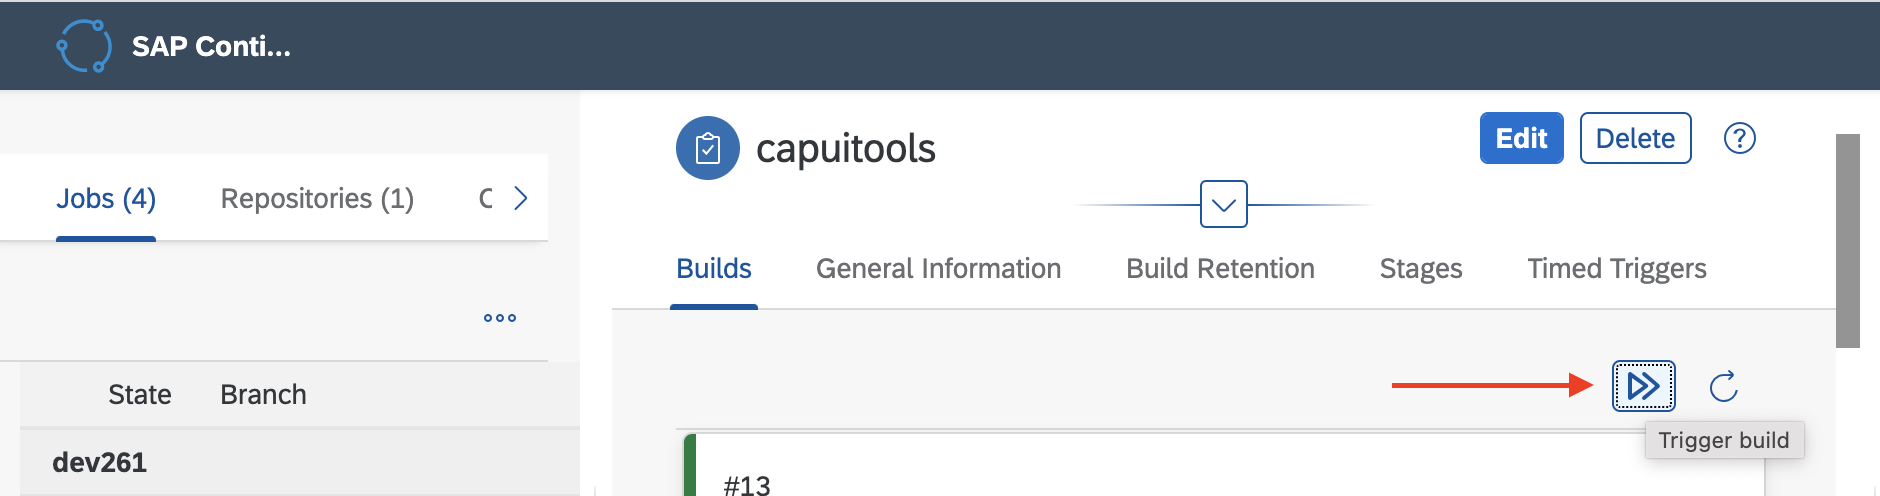 SAP Conti...
Jobs (4) Repositories (1) C
State Branch
dev261
capuitools
Edit Delete ?
Builds General Information Build Retention Stages Timed Triggers
Trigger build
#13